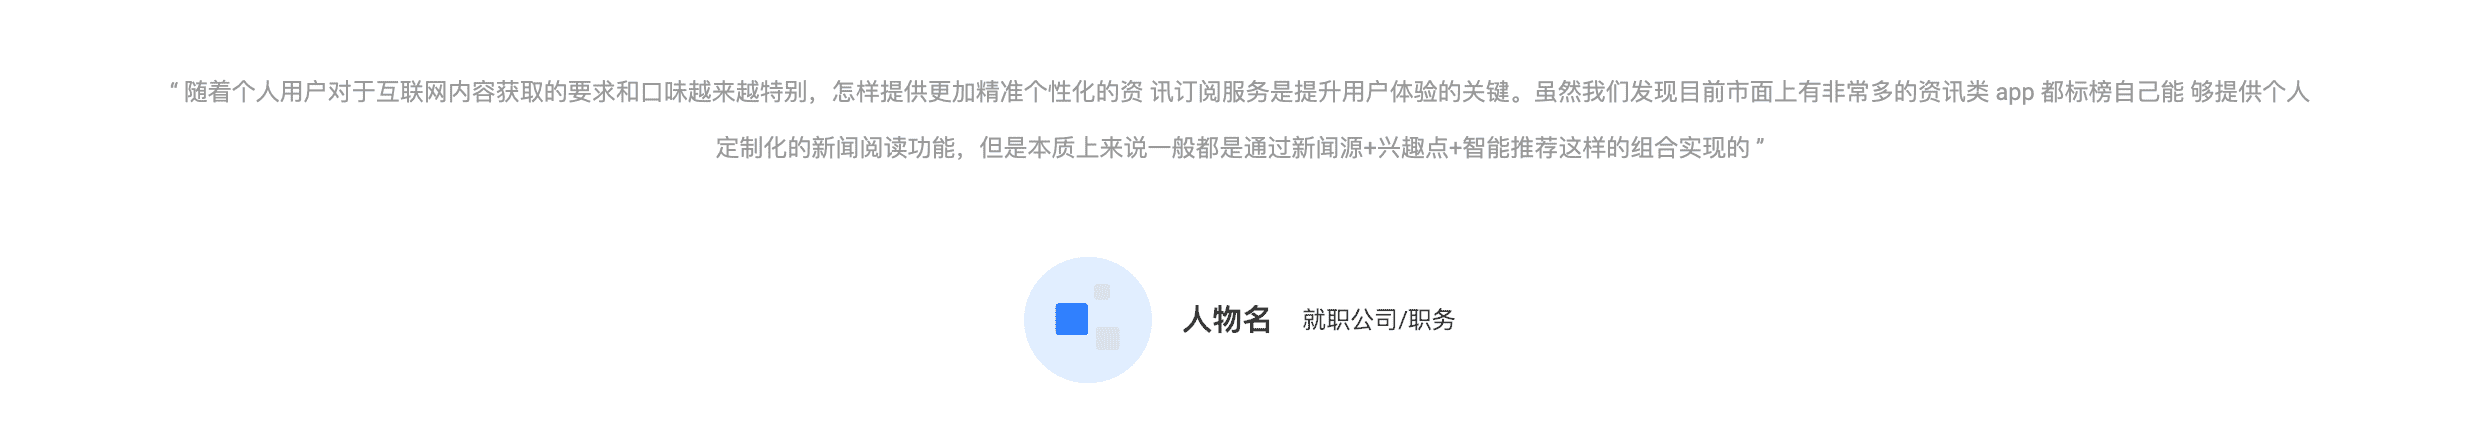 “ 随着个人用户对于互联网内容获取的要求和口味越来越特别，怎样提供更加精准个性化的资 讯订阅服务是提升用户体验的关键。虽然我们发现目前市面上有非常多的资讯类 app 都标榜自己能 够提供个人
定制化的新闻阅读功能，但是本质上来说一般都是通过新闻源+兴趣点+智能推荐这样的组合实现的 ”
人物名 就职公司/职务